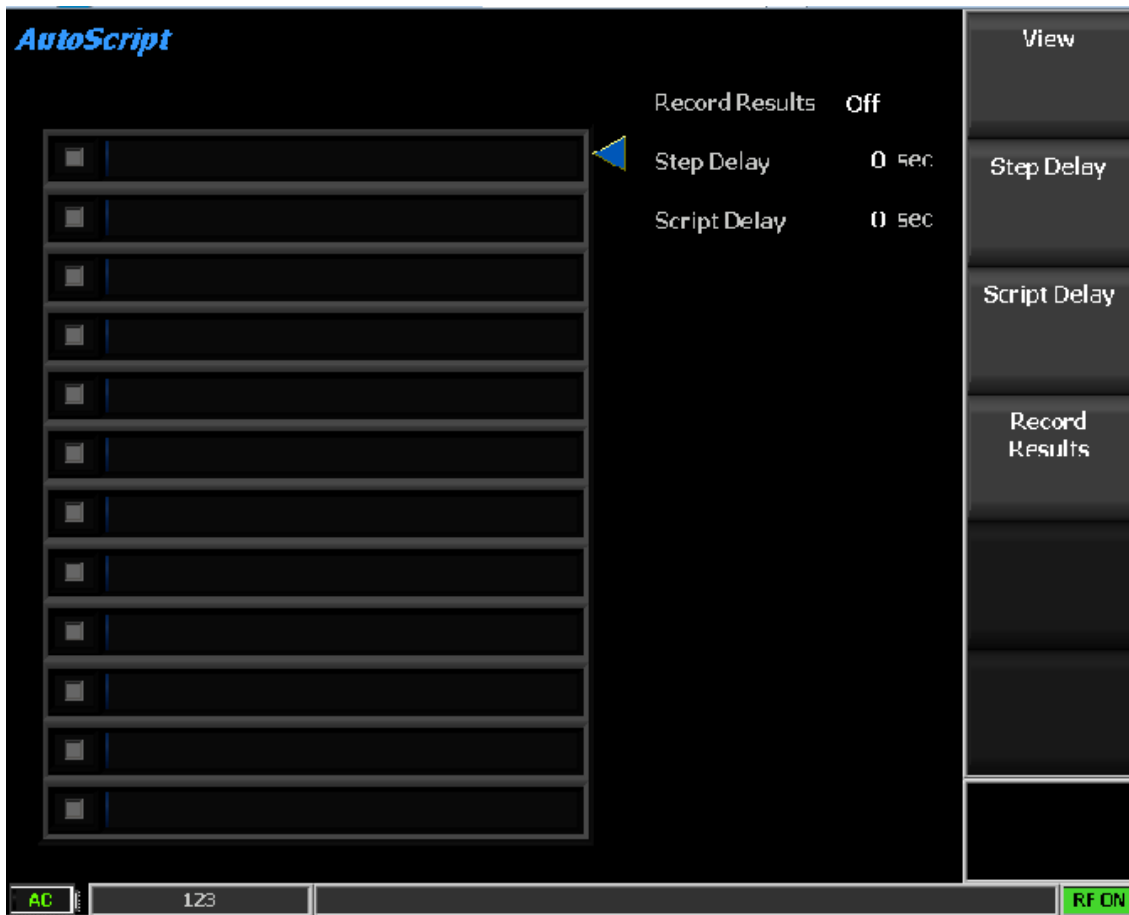 AutoScript
Record Results Off
Step Delay 0 sec
Script Delay 0 sec
View
Step Delay
Script Delay
Record
Results
AC
123
RF ON